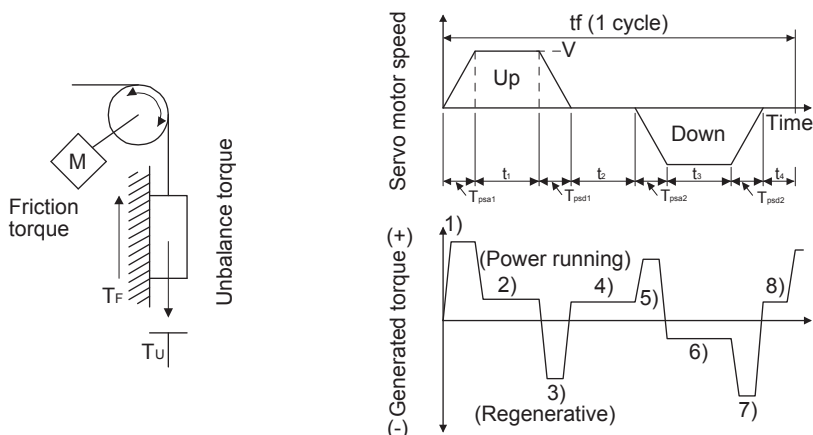 M
Friction
torque
TF
TU
Unbalance torque
Servo motor speed
tf (1 cycle)
V
Up
Down
Time
Tpsa1
t1
Tpsd1
t2
Tpsa2
t3
Tpsd2
t4
(+)
Generated torque
(-)
1)
(Power running)
2)
4)
5)
8)
6)
3)
7)
(Regenerative)